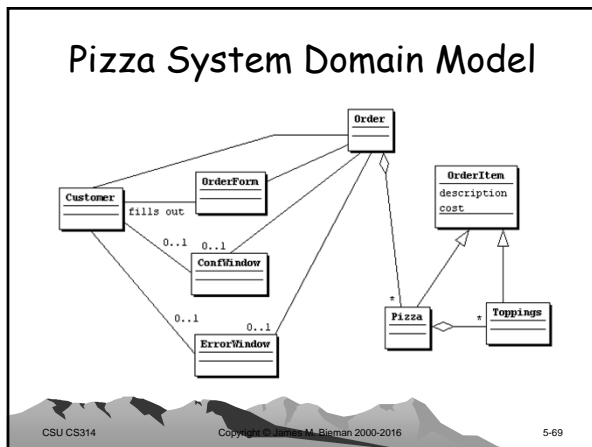 Pizza System Domain Model
Order
OrderItem
description
cost
OrderForm
Customer
fills out
0..1
0..1
ConfWindow
0..1
0..1
ErrorWindow
*
Pizza
*
Toppings
CSU CS314
Copyright © James M. Bieman 2000-2016
5-69